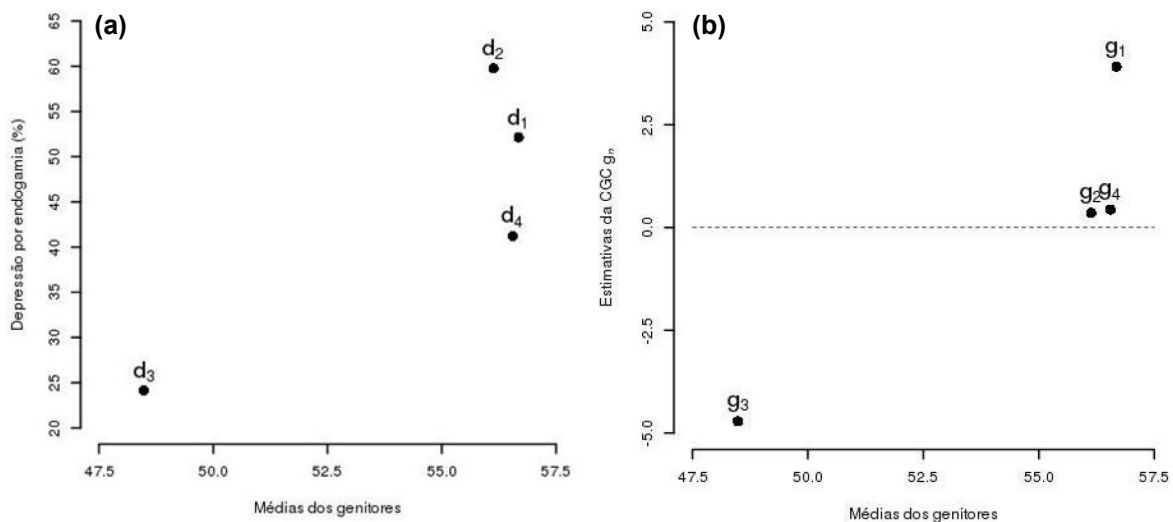 (a)
Depressão por endogamia (%)
65
60
55
50
45
40
35
30
25
20
d₂
d₁
d₄
d₃
47.5 50.0 52.5 55.0 57.5
Médias dos genitores
(b)
Estimativas da CGC gₙ
5.0
2.5
0.0
-2.5
-5.0
g₁
g₂ g₄
g₃
47.5 50.0 52.5 55.0 57.5
Médias dos genitores